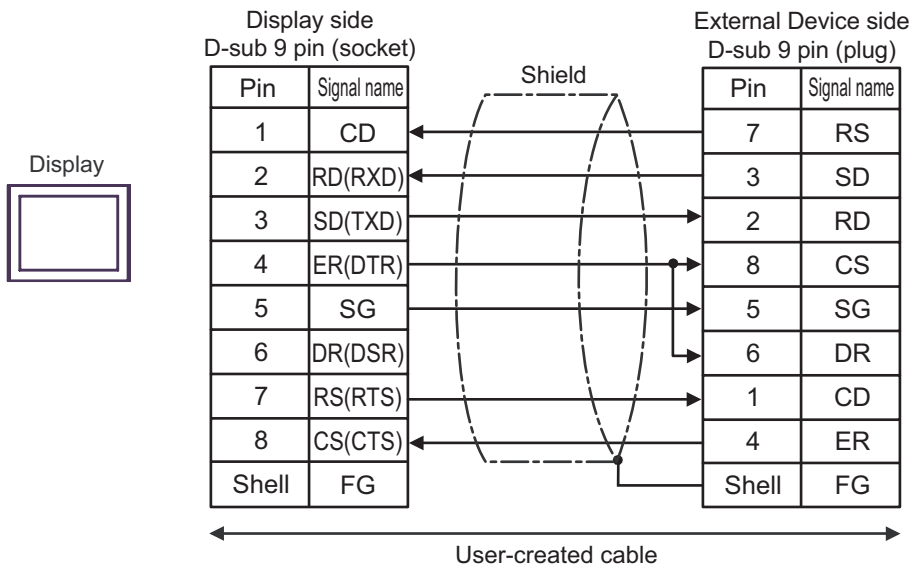 Display side
D-sub 9 pin (socket)
External Device side
D-sub 9 pin (plug)
Shield
Display
Pin Signal name Pin Signal name
1 CD 7 RS
2 RD(RXD) 3 SD
3 SD(TXD) 2 RD
4 ER(DTR) 8 CS
5 SG 5 SG
6 DR(DSR) 6 DR
7 RS(RTS) 1 CD
8 CS(CTS) 4 ER
Shell FG Shell FG
User-created cable